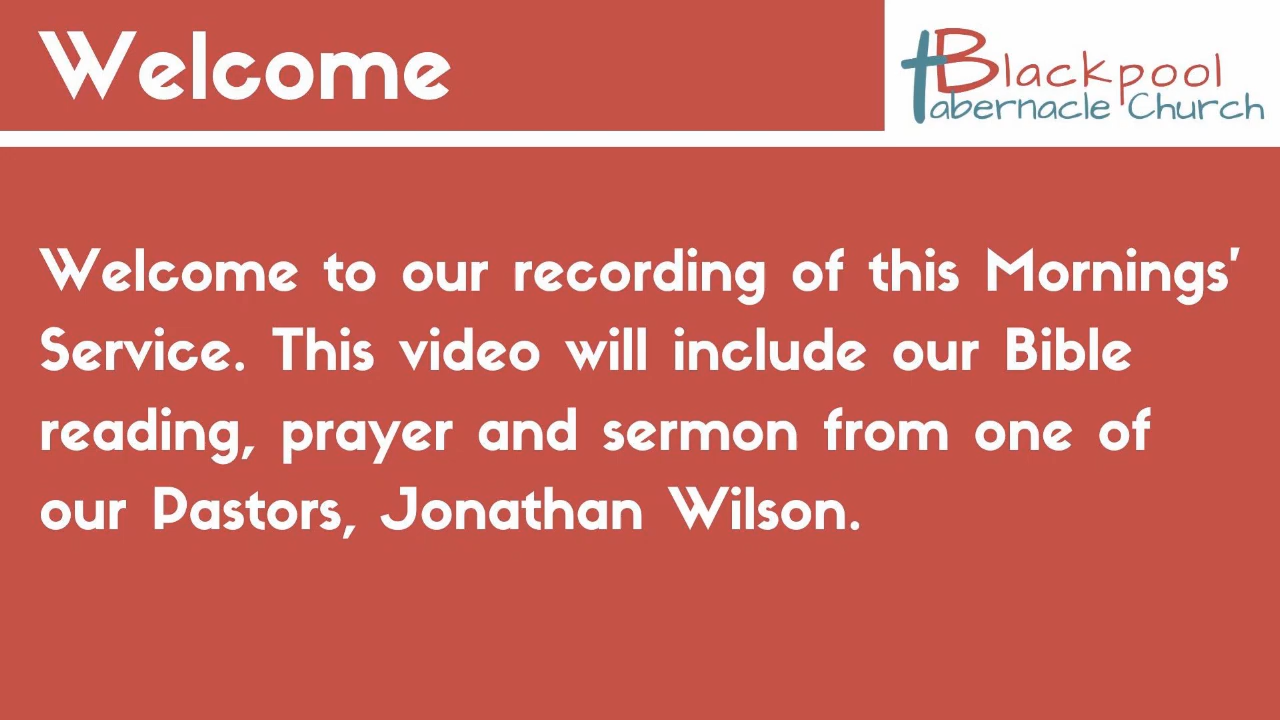 Welcome
Blackpool
Tabernacle Church
Welcome to our recording of this Mornings'
Service. This video will include our Bible
reading, prayer and sermon from one of
our Pastors, Jonathan Wilson.